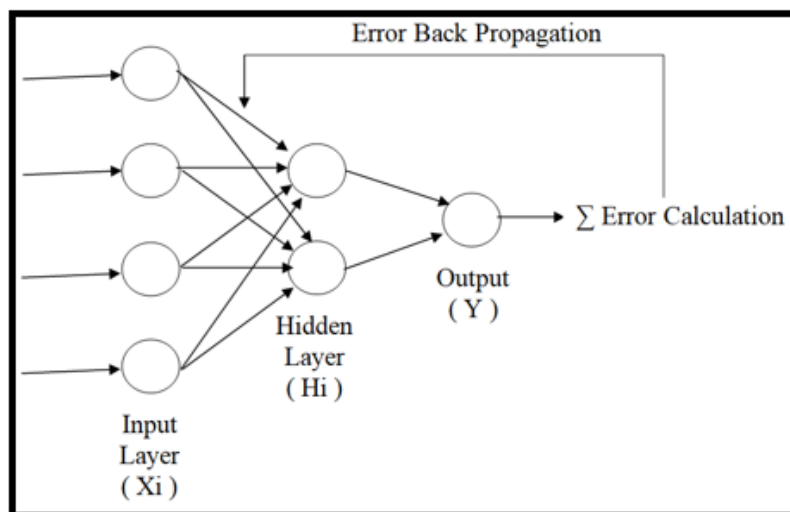 Error Back Propagation
∑ Error Calculation
Output
( Y )
Hidden
Layer
( Hi )
Input
Layer
( Xi )